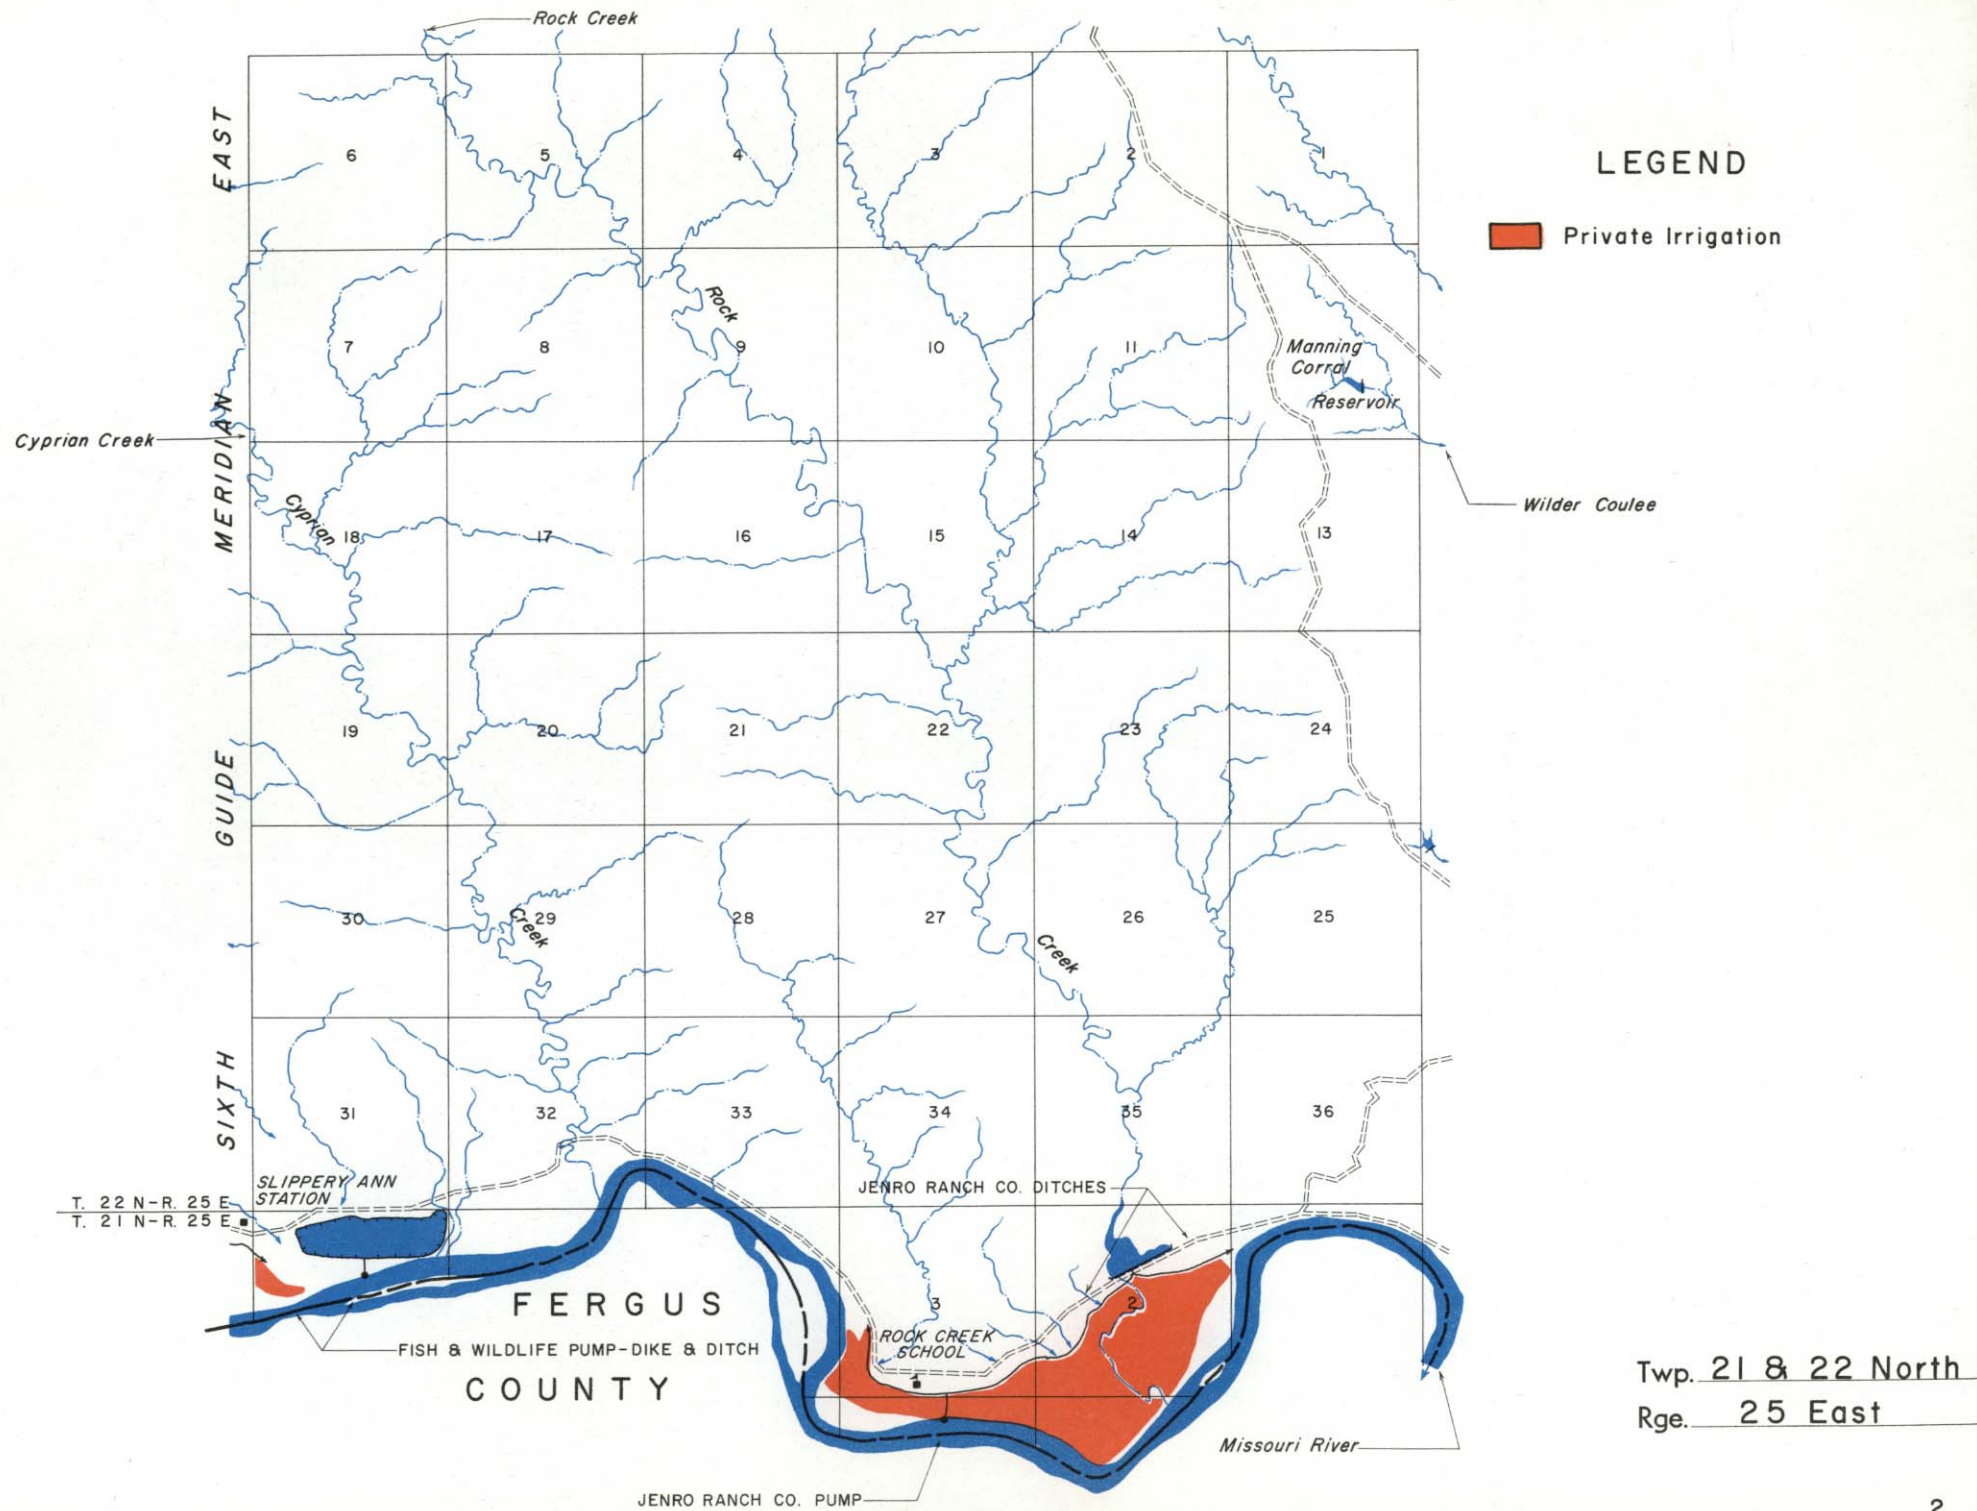 Rock Creek
EAST
LEGEND
6
5
4
3
2
1
Private Irrigation
Rock
7
8
9
10
11
Manning
Corral
Reservoir
MERIDIAN
Cyprian Creek
Wilder Coulee
Cyprian
18
17
16
15
14
13
19
20
21
22
23
24
GUIDE
30
29
28
27
26
25
Creek
Creek
SIXTH
31
32
33
34
35
36
SLIPPERY ANN
STATION
JENRO RANCH CO. DITCHES
T. 22 N-R. 25 E
T. 21 N-R. 25 E
FERGUS
3
2
ROCK CREEK
SCHOOL
FISH & WILDLIFE PUMP-DIKE & DITCH
COUNTY
Twp. 21 & 22 North
Rge. 25 East
Missouri River
JENRO RANCH CO. PUMP
2